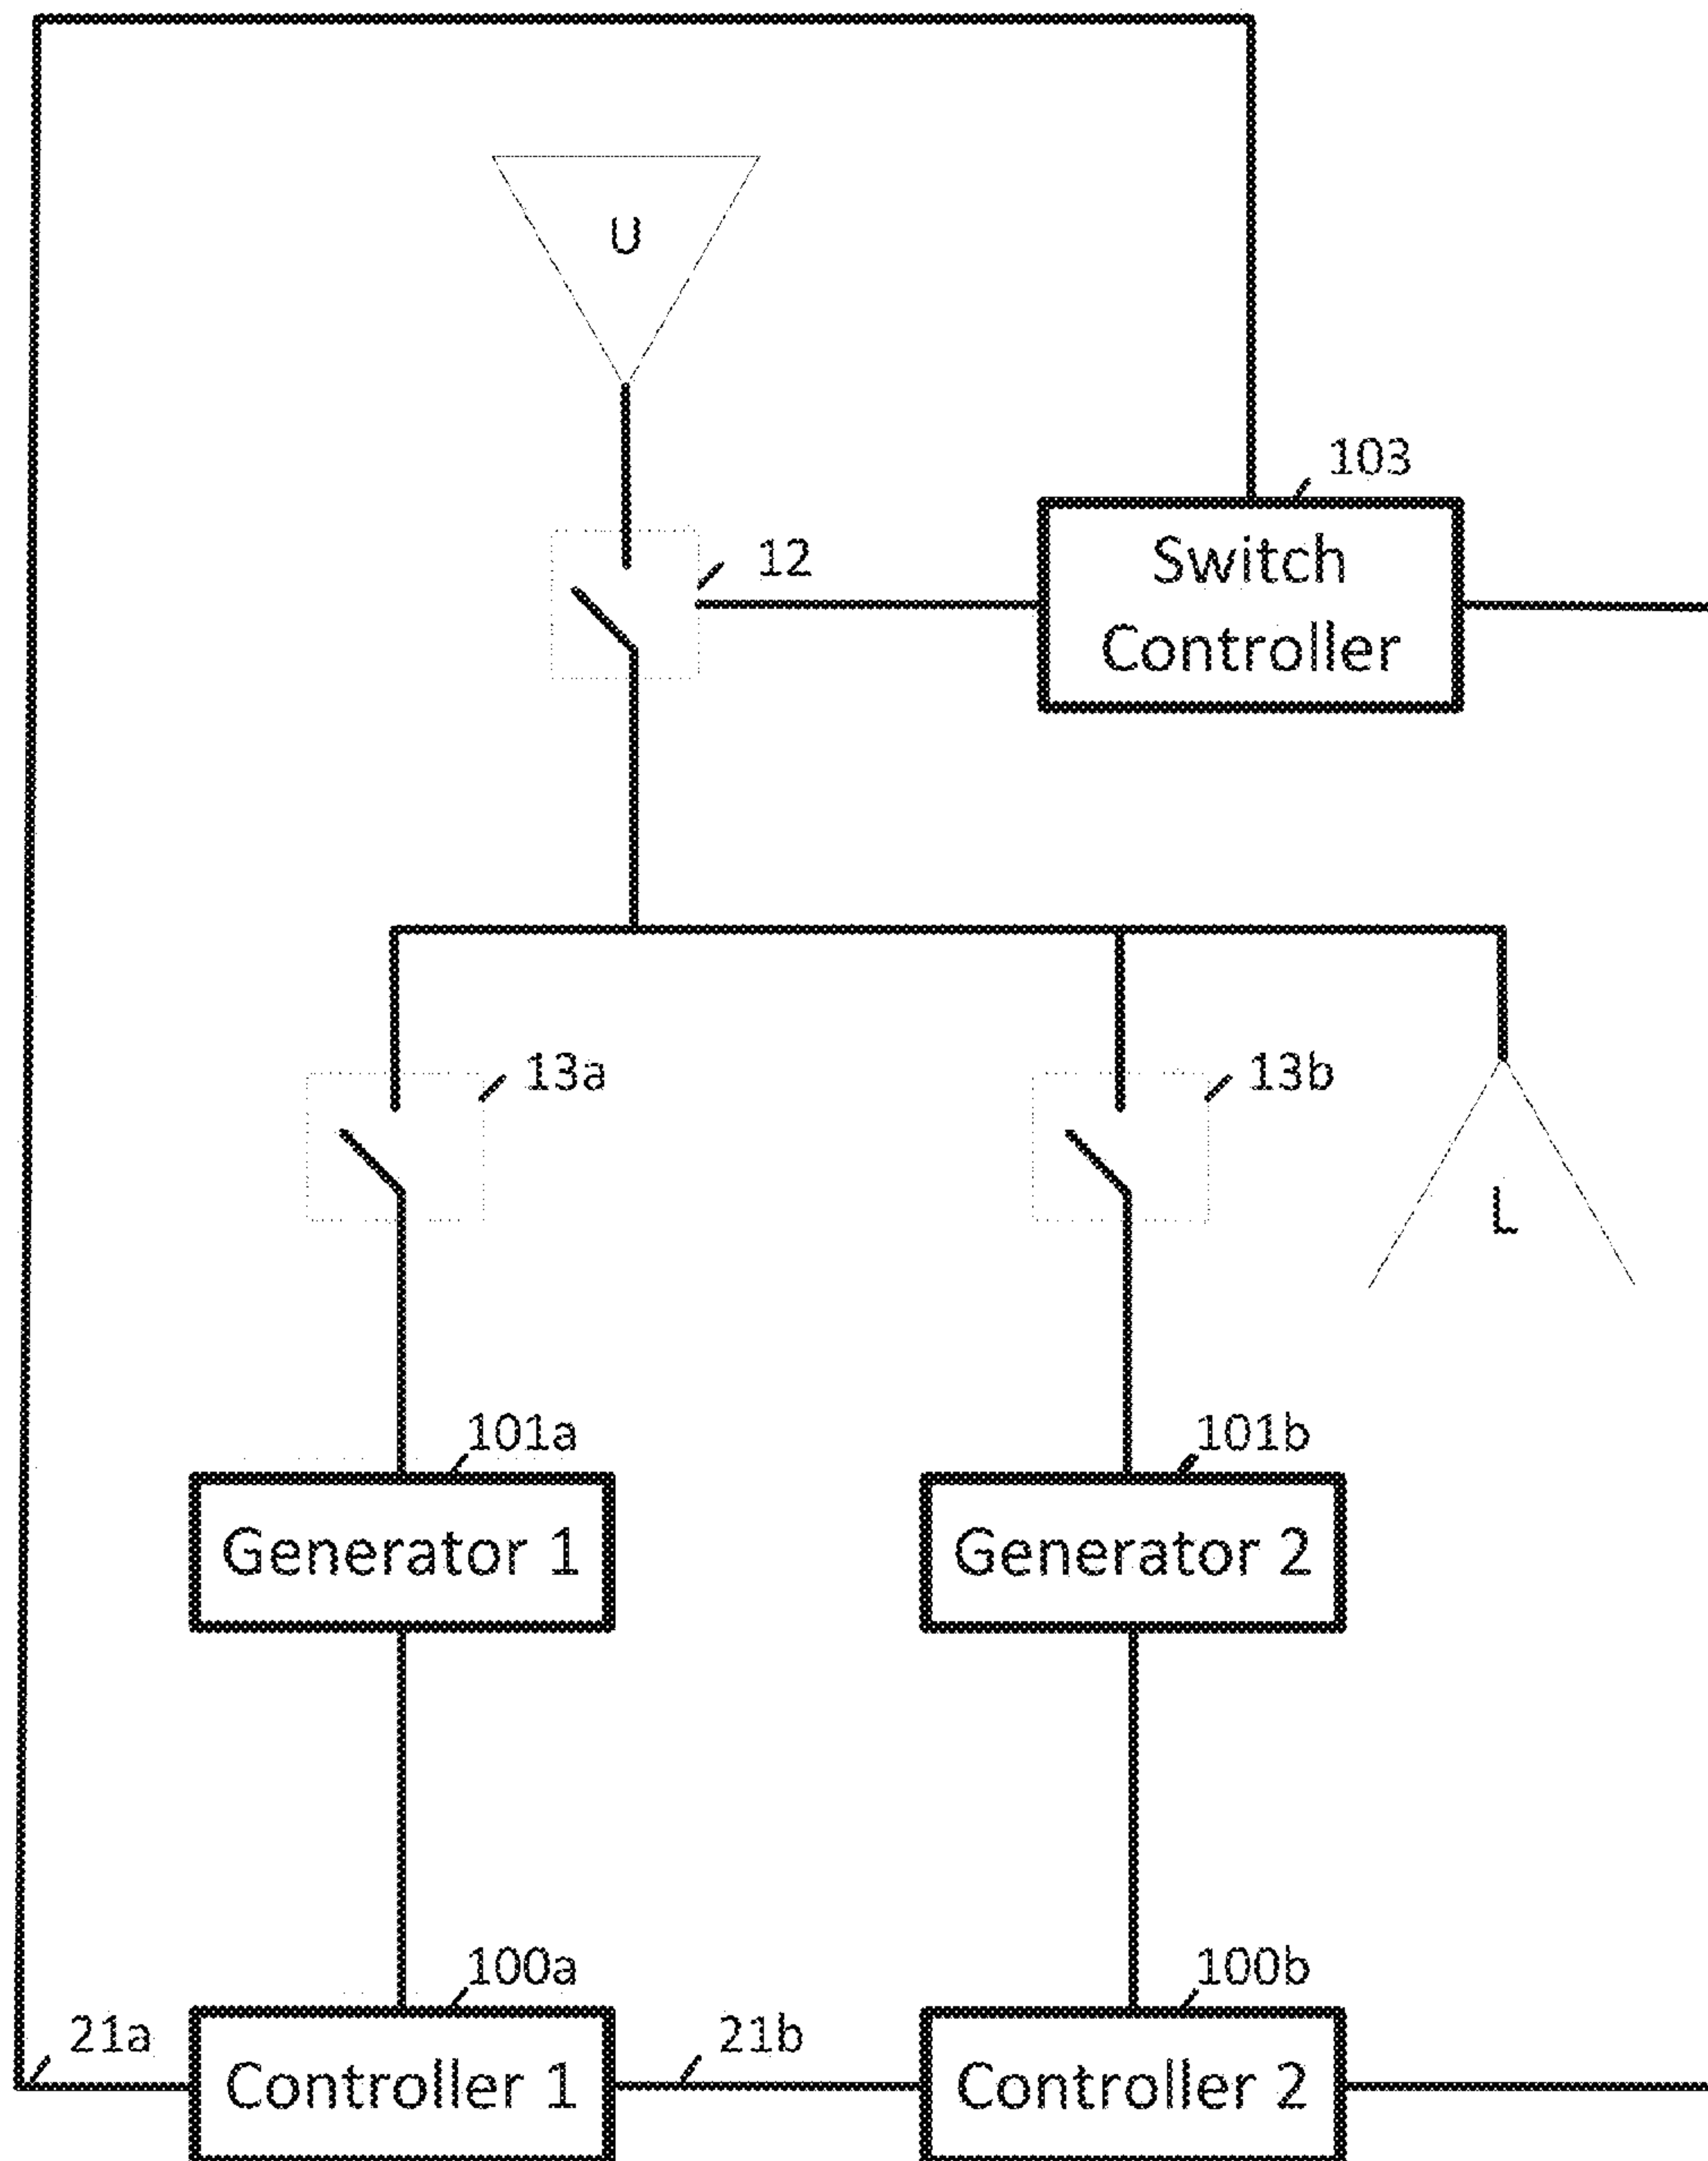 U
103
Switch
Controller
12
13a
13b
L
101a
101b
Generator 1
Generator 2
100a
100b
21a
21b
Controller 1
Controller 2